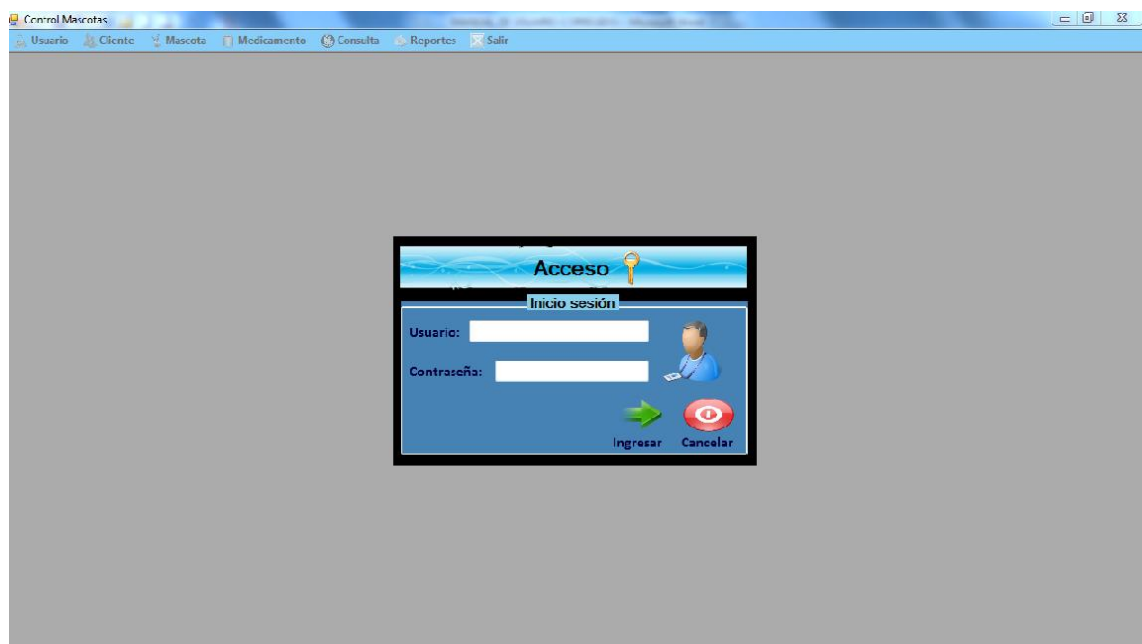 Control Mascotas
Usuario Cliente Mascota Medicamento Consulta Reportes Salir
Acceso
Inicio sesión
Usuario:
Contraseña:
Ingresar Cancelar